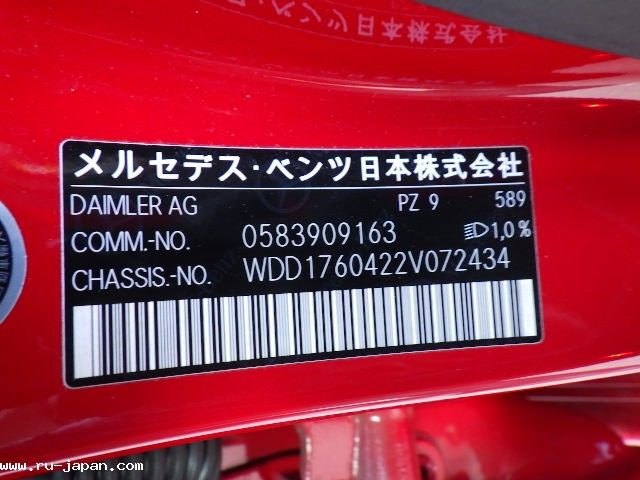 メルセデス・ベンツ日本株式会社
DAIMLER AG PZ 9 589
COMM.-NO. 0583909163 1,0%
CHASSIS.-NO. WDD1760422V072434
www.ru-japan.com